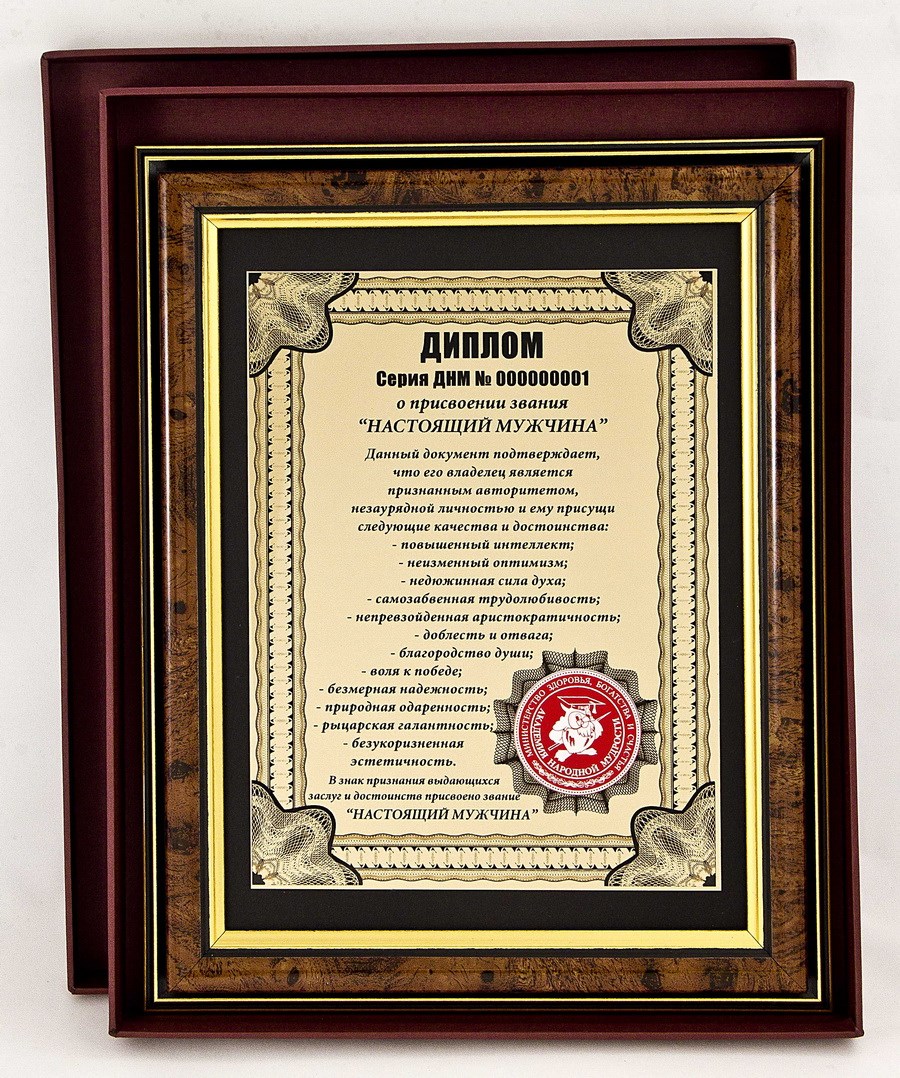 ДИПЛОМ
Серия ДНМ № 000000001
о присвоении звания
“НАСТОЯЩИЙ МУЖЧИНА”
Данный документ подтверждает,
что его владелец является
признанным авторитетом,
незаурядной личностью и ему присущи
следующие качества и достоинства:
- повышенный интеллект;
- неизменный оптимизм;
- недюжинная сила духа;
- самозабвенная трудолюбивость;
- непревзойденная аристократичность;
- доблесть и отвага;
- благородство души;
- воля к победе;
- безмерная надежность;
- природная одаренность;
- рыцарская галантность;
- безукоризненная
эстетичность.
В знак признания выдающихся
заслуг и достоинств присвоено звание
“НАСТОЯЩИЙ МУЖЧИНА”
МИНИСТЕРСТВО ЗДОРОВЬЯ, БОГАТСТВА И СЧАСТЬЯ
АКАДЕМИЯ НАРОДНОЙ МУДРОСТИ